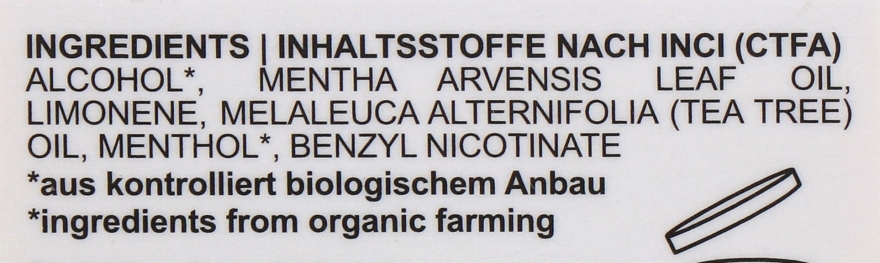 INGREDIENTS | INHALTSSTOFFE NACH INCI (CTFA)
ALCOHOL*, MENTHA ARVENSIS LEAF OIL,
LIMONENE, MELALEUCA ALTERNIFOLIA (TEA TREE)
OIL, MENTHOL*, BENZYL NICOTINATE
*aus kontrolliert biologischem Anbau
*ingredients from organic farming